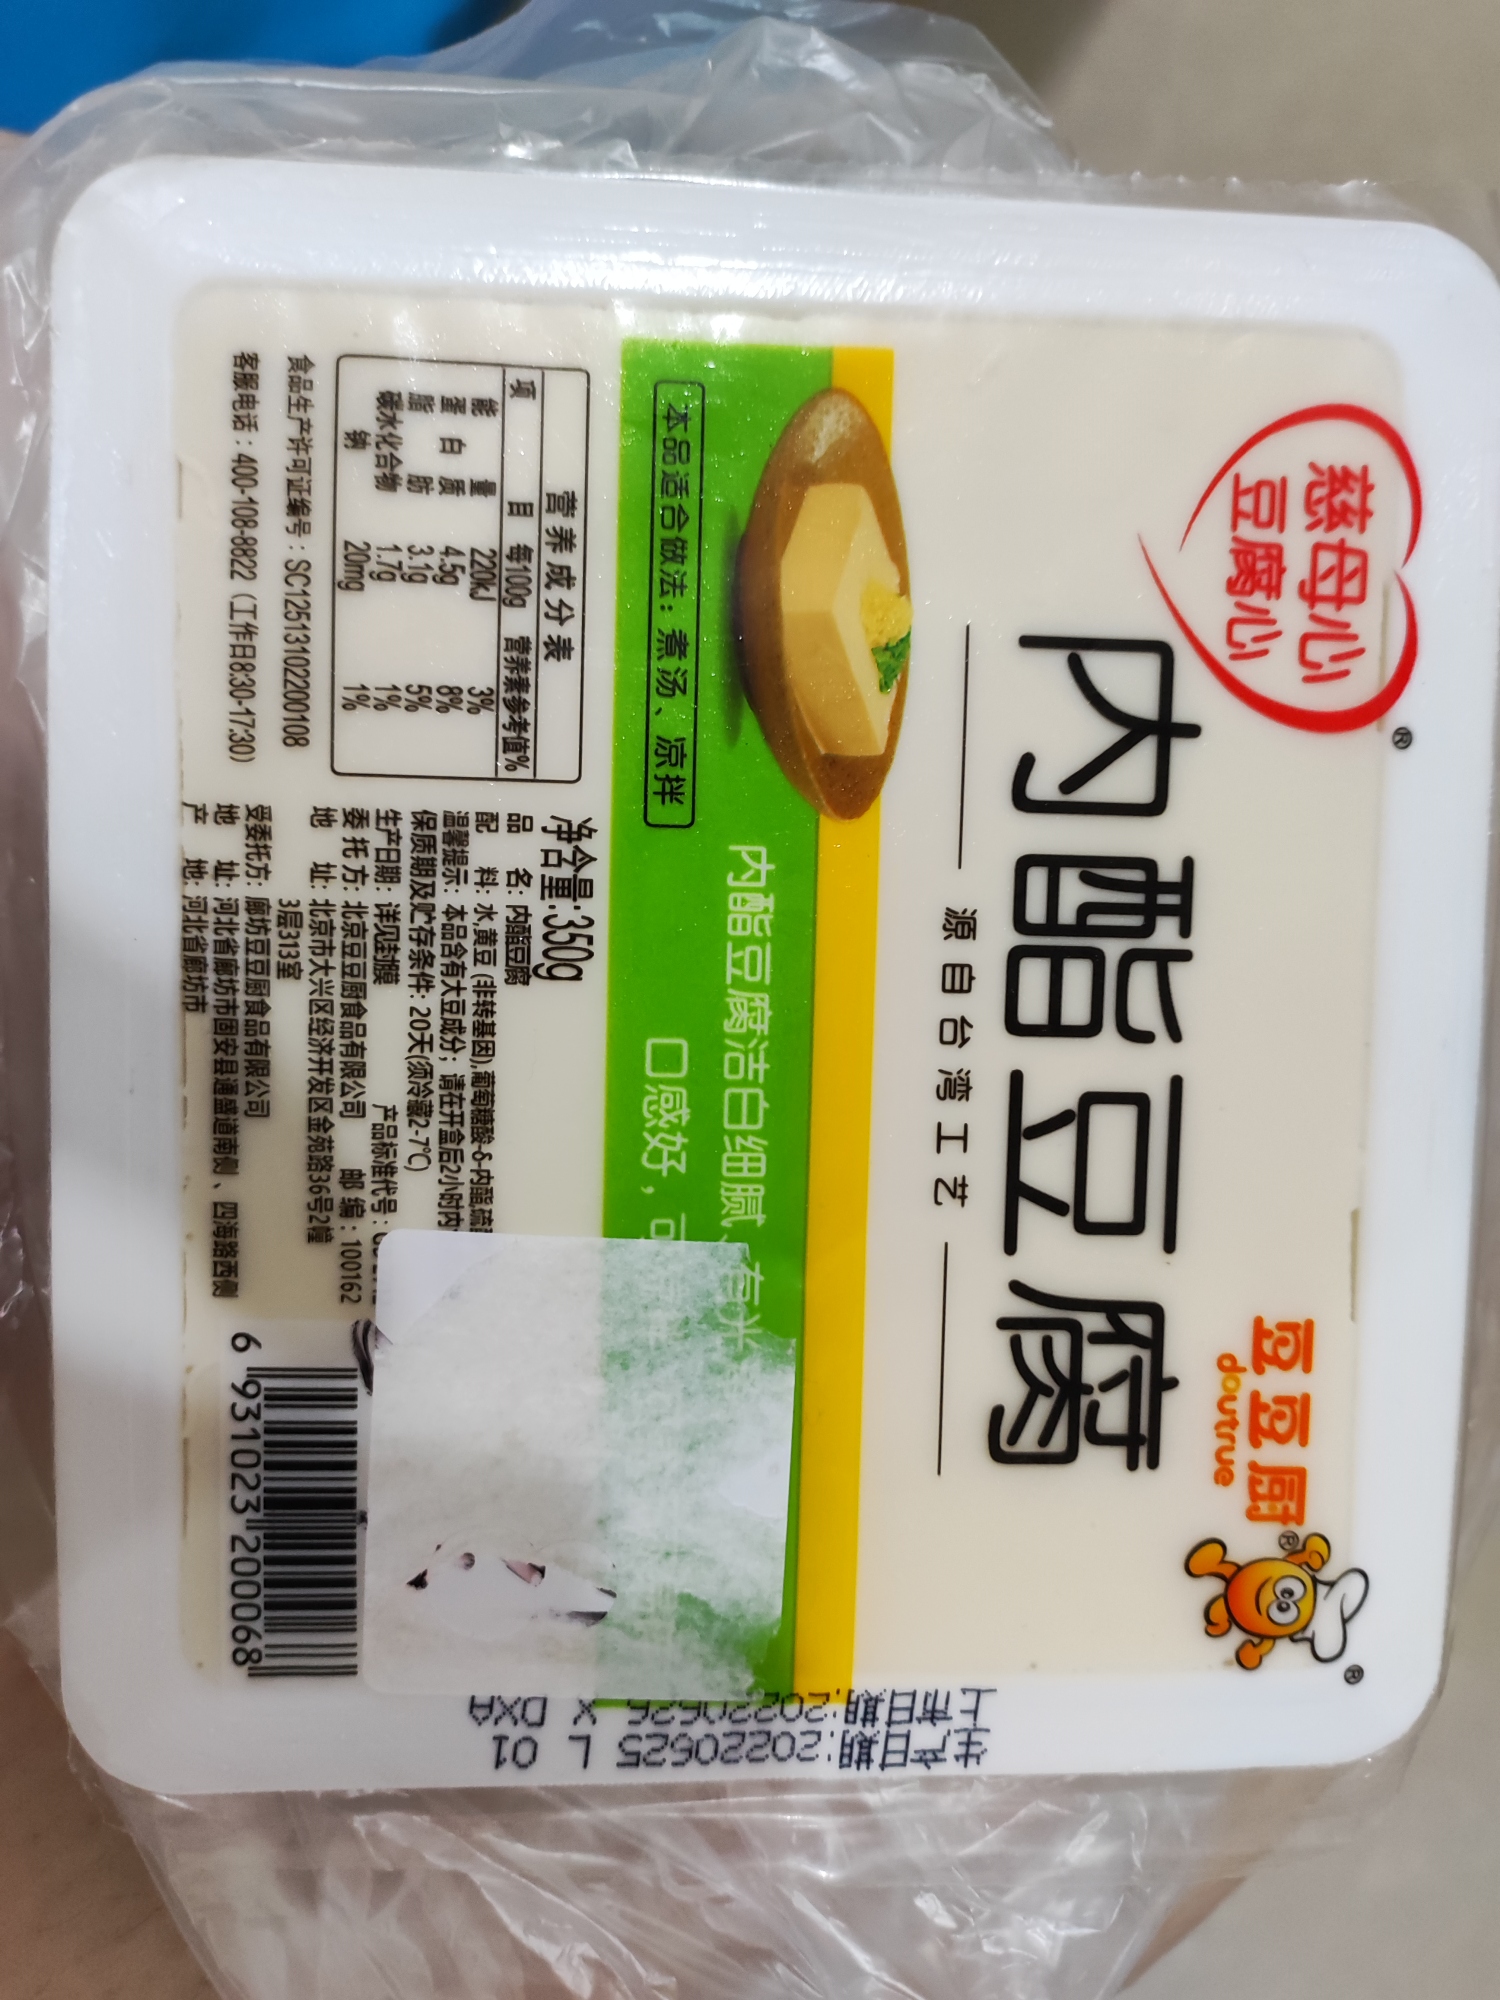 慈母心
豆腐心
®
豆豆厨®
doutrue
®
内酯豆腐
源自台湾工艺
内酯豆腐洁白细腻、有光
口感好，可
本品适合做法：煮汤、凉拌
营养成分表
项 目 每100g 营养素参考值%
能 量 220kJ 3%
蛋 白 质 4.5g 8%
脂 肪 3.1g 5%
碳水化合物 1.7g 1%
钠 20mg 1%
食品生产许可证编号：SC12513102200108
客服电话：400-108-8822（工作日8:30-17:30）
净含量:350g
品 名：内酯豆腐
配 料：水,黄豆(非转基因),葡萄糖酸-δ-内酯,硫
温馨提示：本品含有大豆成分；请在开盒后2小时内
保质期及贮存条件：20天(须冷藏2-7℃)
生产日期：详见封膜 产品标准代号：
委 托 方：北京豆豆厨食品有限公司 邮 编：100162
地 址：北京市大兴区经济开发区金苑路36号2幢
3层313室
受委托方：廊坊豆豆厨食品有限公司
地 址：河北省廊坊市固安县通盛道南侧、四海路西侧
产 地：河北省廊坊市
6 931023 200068
生产日期:20220625 L 01
上市日期:20220626 X DXA